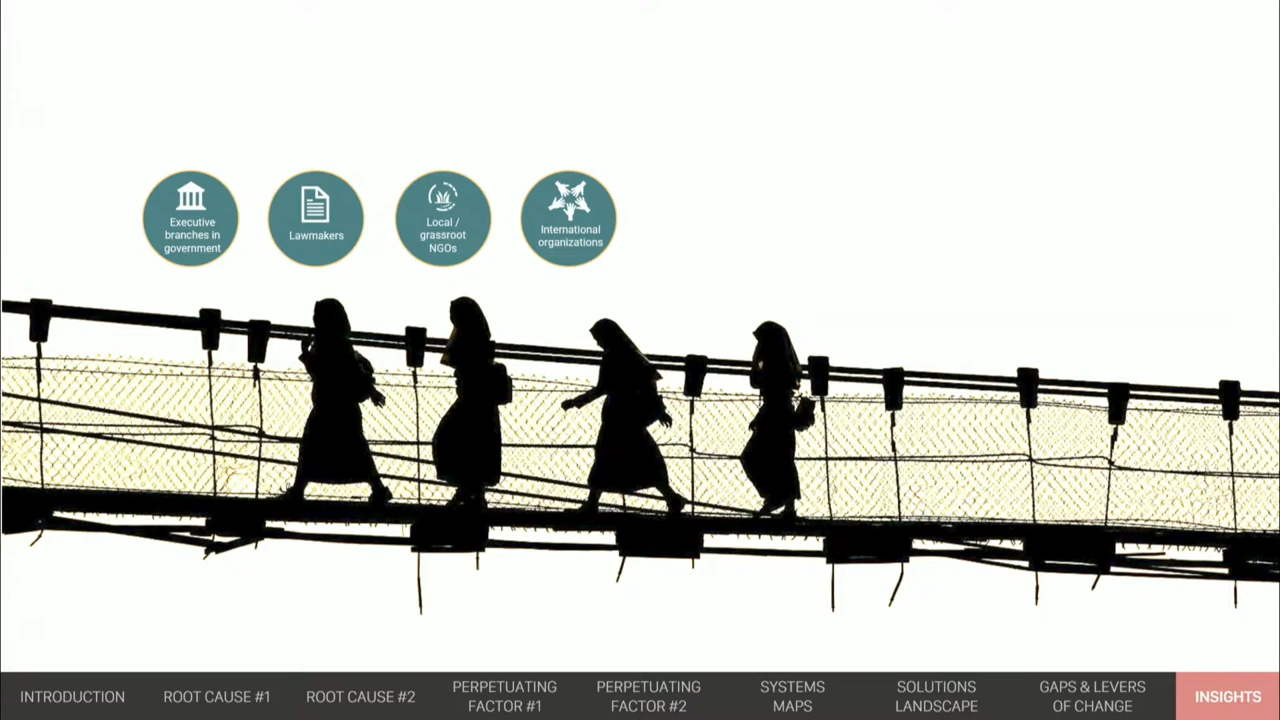 Executive
branches in
government
Lawmakers
Local /
grassroot
NGOs
International
organizations
INTRODUCTION
ROOT CAUSE #1
ROOT CAUSE #2
PERPETUATING
FACTOR #1
PERPETUATING
FACTOR #2
SYSTEMS
MAPS
SOLUTIONS
LANDSCAPE
GAPS & LEVERS
OF CHANGE
INSIGHTS